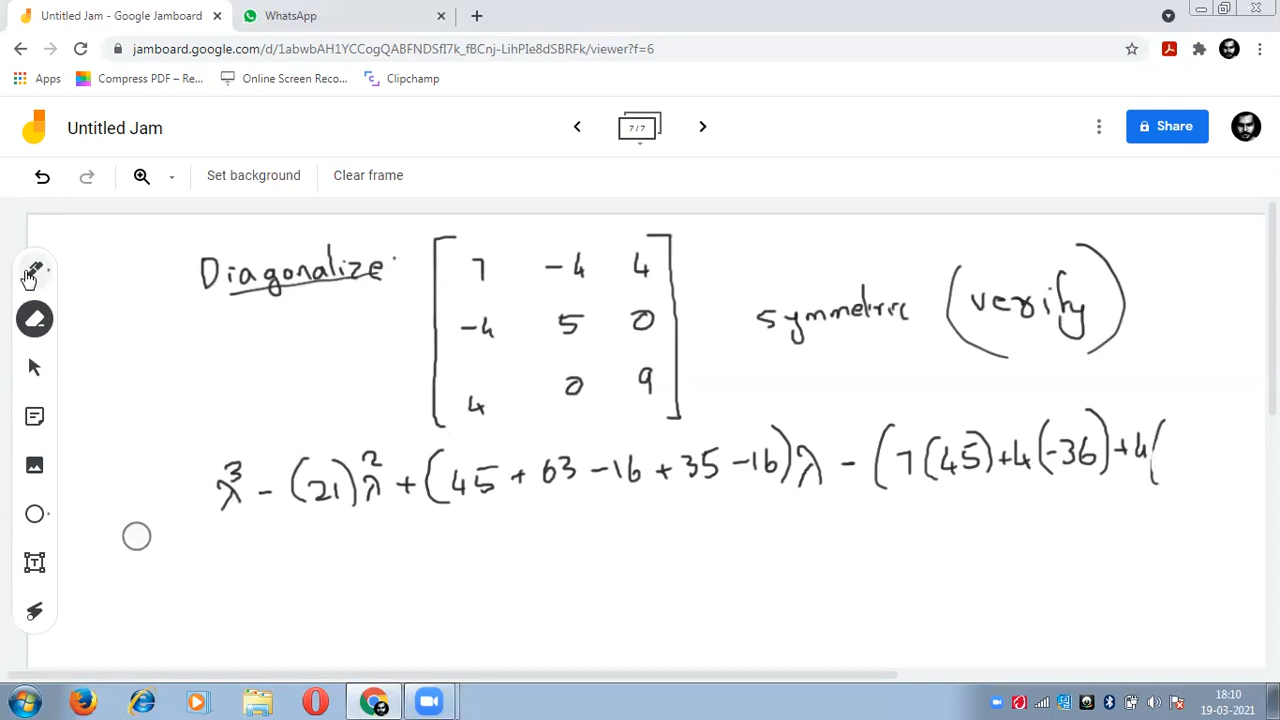 Untitled Jam - Google Jamboard
WhatsApp
jamboard.google.com/d/1abwbAH1YCCogQABFNDSfI7k_fBCnj-LihPIe8dSBRFk/viewer?f=6
Apps Compress PDF – Re... Online Screen Reco... Clipchamp
Untitled Jam
7 / 7
Share
Set background Clear frame
Diagonalize
7 -4 4
-4 5 0
4 0 9
symmetric (verify)
λ³ - (21)λ² + (45 + 63 -16 + 35 -16)λ - (7(45) +4(-36) +4(
18:10
19-03-2021